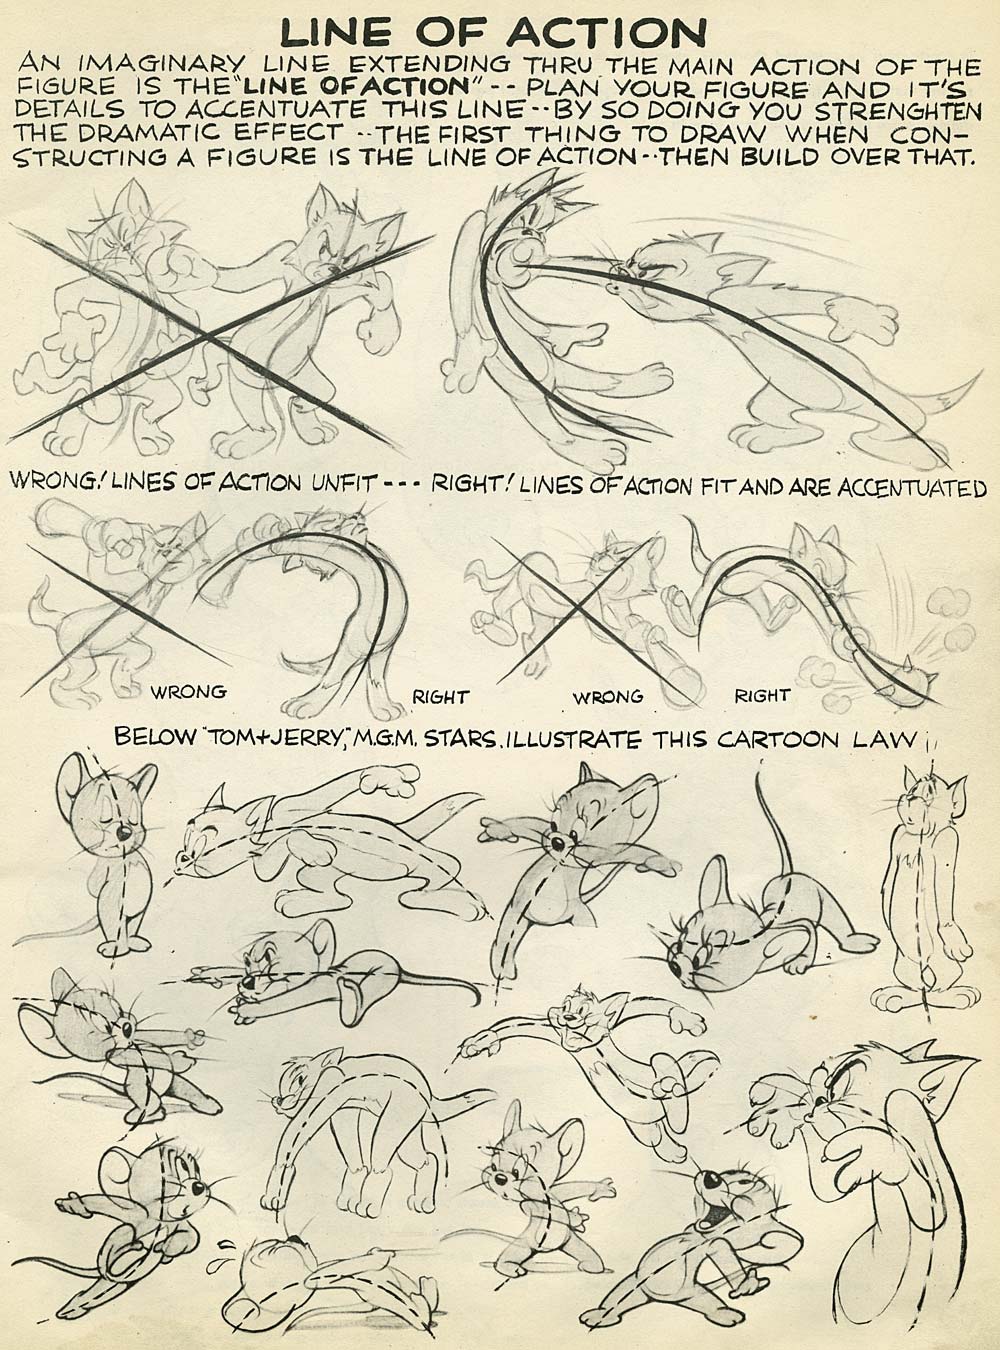 LINE OF ACTION
AN IMAGINARY LINE EXTENDING THRU THE MAIN ACTION OF THE
FIGURE IS THE "LINE OF ACTION" -- PLAN YOUR FIGURE AND IT'S
DETAILS TO ACCENTUATE THIS LINE -- BY SO DOING YOU STRENGHTEN
THE DRAMATIC EFFECT -- THE FIRST THING TO DRAW WHEN CON-
STRUCTING A FIGURE IS THE LINE OF ACTION -- THEN BUILD OVER THAT.
WRONG! LINES OF ACTION UNFIT --- RIGHT! LINES OF ACTION FIT AND ARE ACCENTUATED
WRONG RIGHT WRONG RIGHT
BELOW "TOM+JERRY," M.G.M. STARS, ILLUSTRATE THIS CARTOON LAW